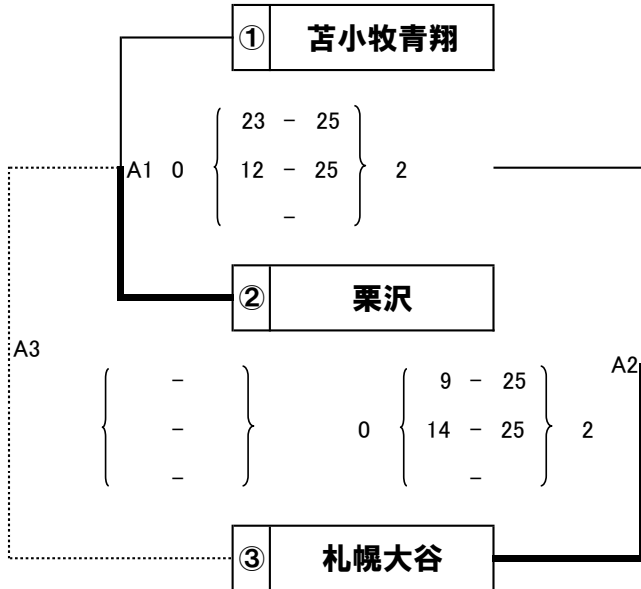 ① 苫小牧青翔
23 - 25
A1 0 12 - 25 2
-
② 栗沢
A3
A2
- 9 - 25
- 0 14 - 25 2
- -
③ 札幌大谷